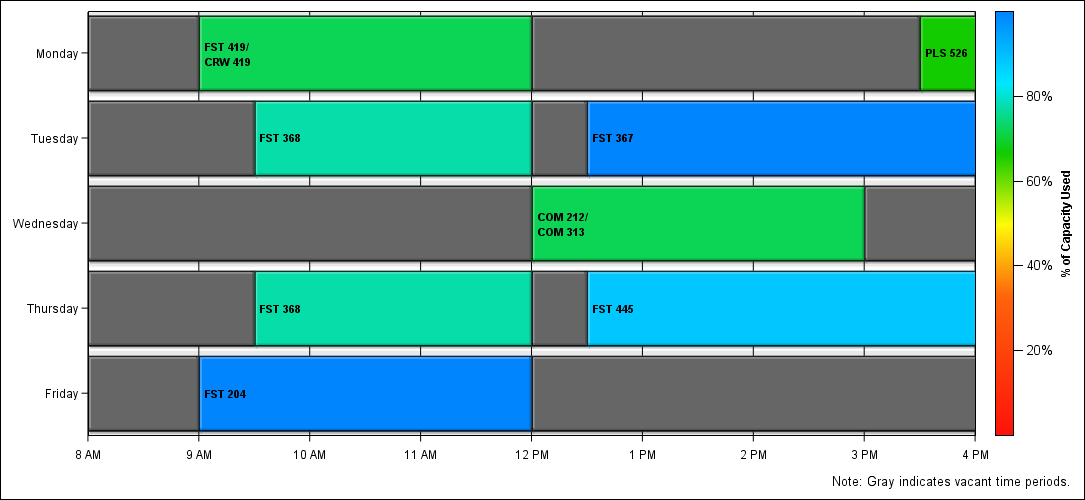 Monday
FST 419/
CRW 419
PLS 526
Tuesday
FST 368
FST 367
Wednesday
COM 212/
COM 313
Thursday
FST 368
FST 445
Friday
FST 204
8 AM 9 AM 10 AM 11 AM 12 PM 1 PM 2 PM 3 PM 4 PM
80%
60%
40%
20%
% of Capacity Used
Note: Gray indicates vacant time periods.